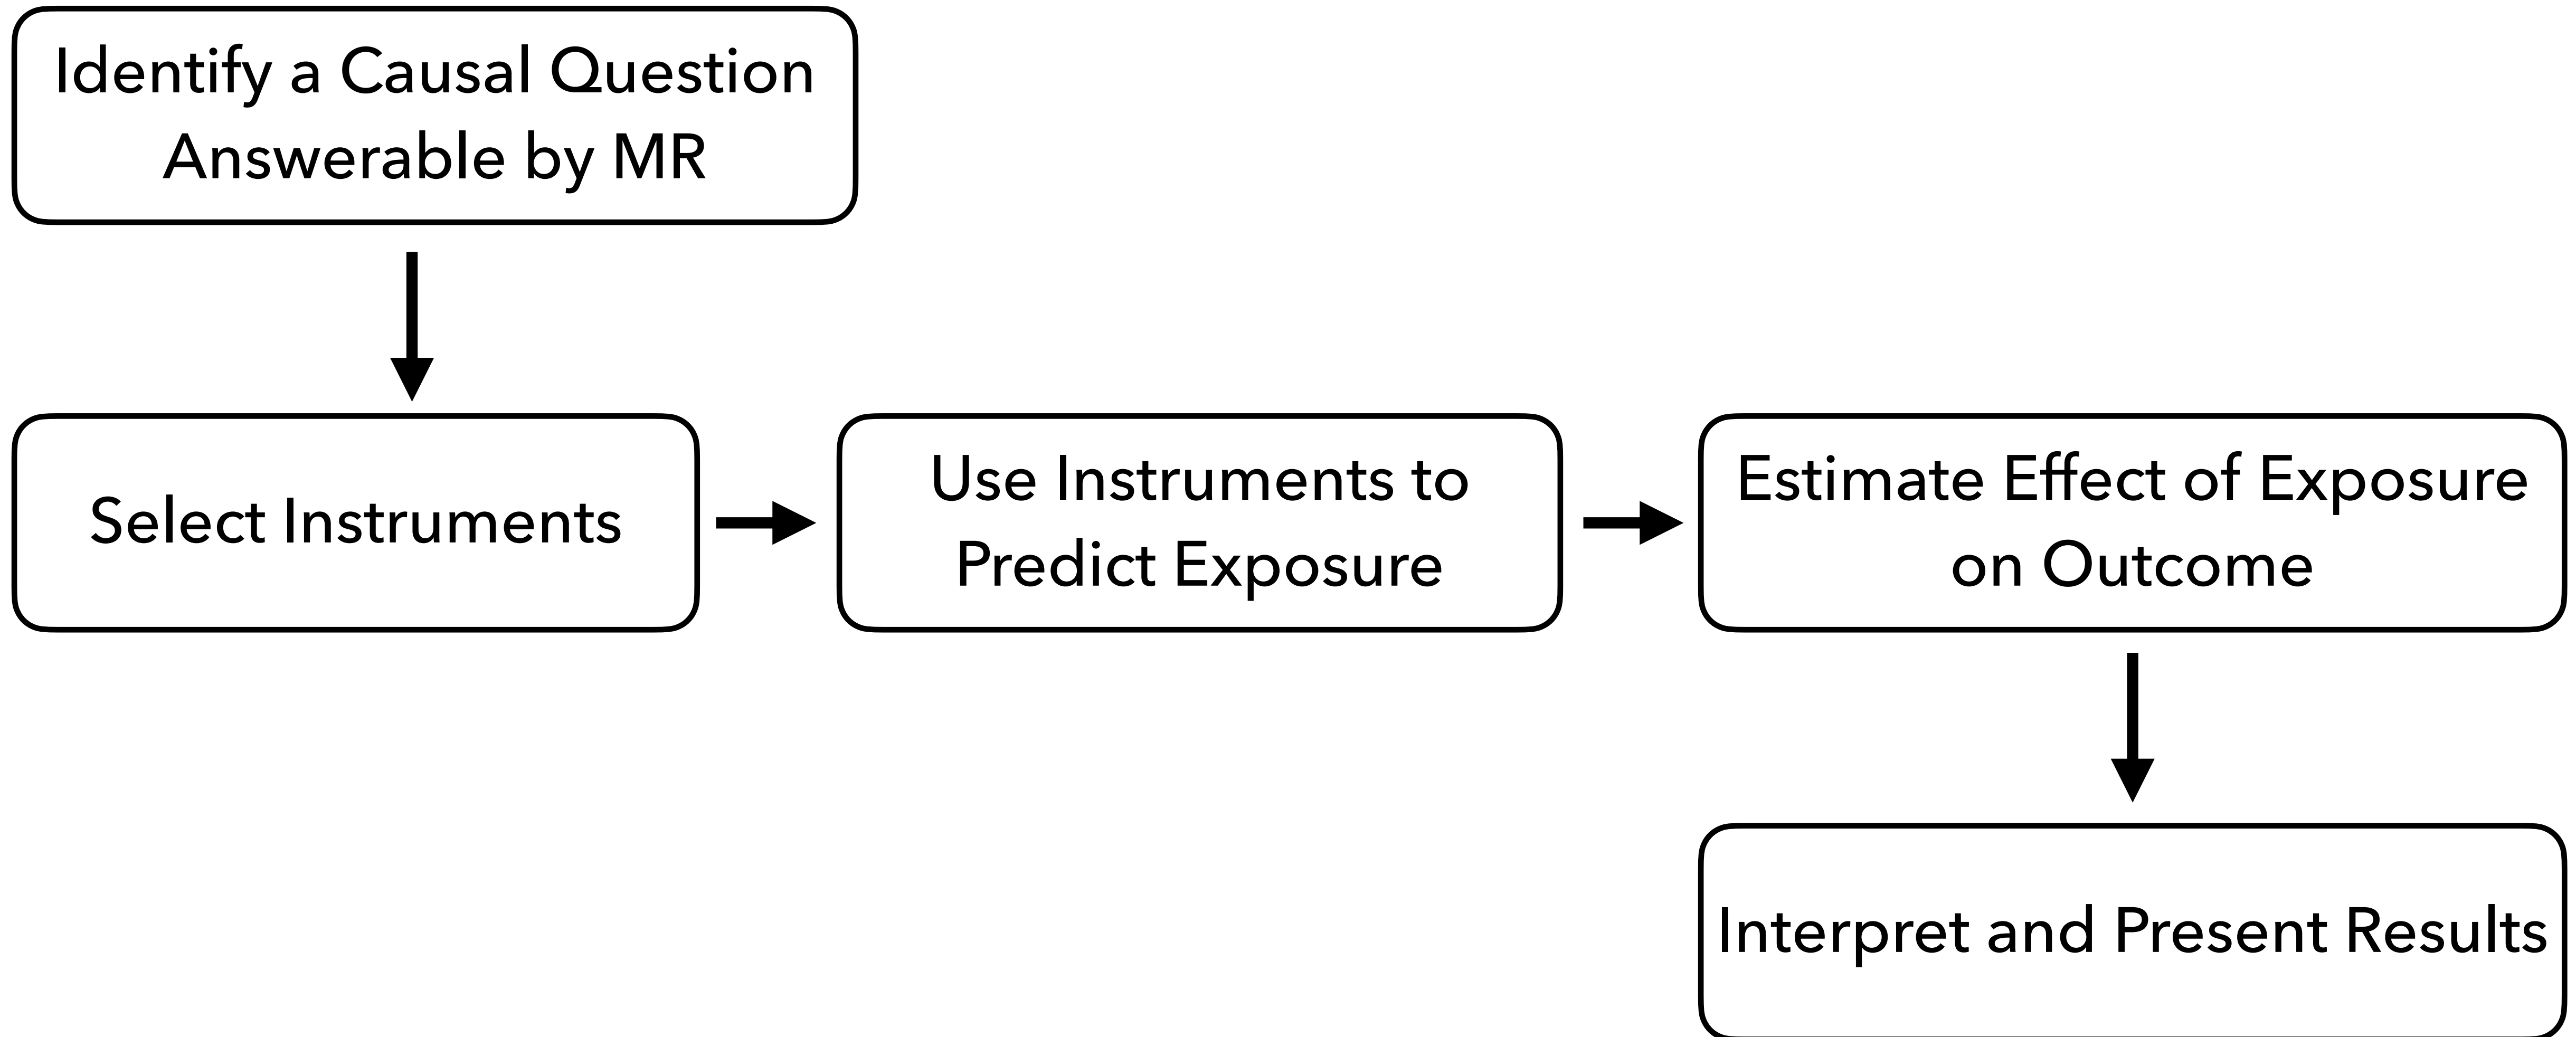 Identify a Causal Question
Answerable by MR
Select Instruments
Use Instruments to
Predict Exposure
Estimate Effect of Exposure
on Outcome
Interpret and Present Results